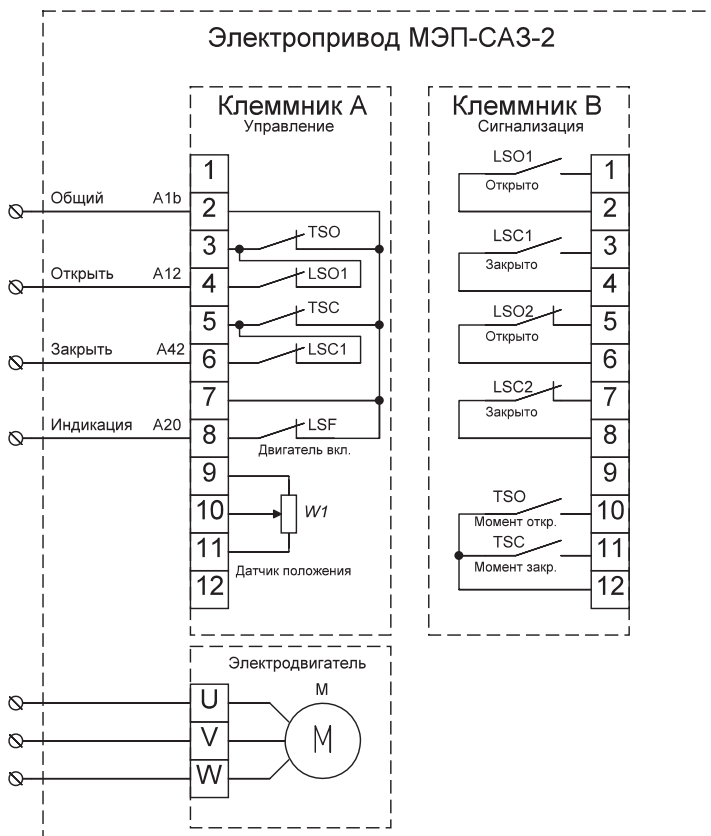 Электропривод МЭП-СА3-2
Клеммник А
Управление
Клеммник В
Сигнализация
1
Общий A1b 2
3 TSO
Открыть A12 4 LSO1
5 TSC
Закрыть A42 6 LSC1
7
Индикация A20 8 LSF
Двигатель вкл.
9
10 W1
11
Датчик положения
12
LSO1 1
Открыто
2
LSC1 3
Закрыто
4
LSO2 5
Открыто
6
LSC2 7
Закрыто
8
9
TSO 10
Момент откр.
TSC 11
Момент закр.
12
Электродвигатель
U M
V M
W